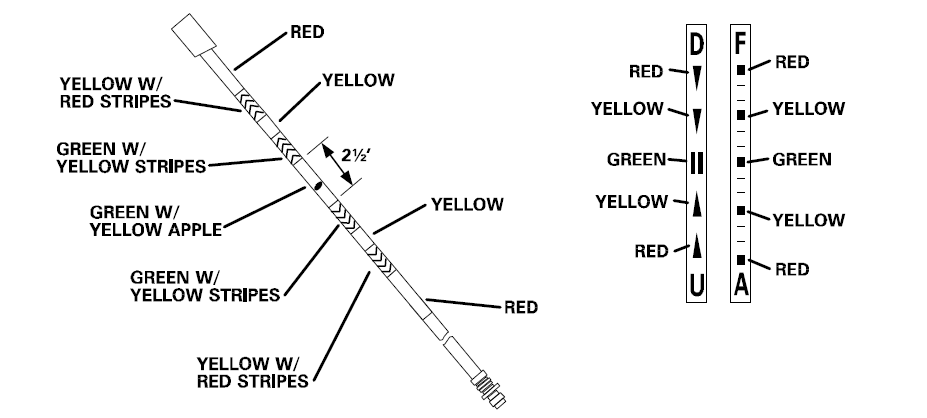 RED
YELLOW W/
RED STRIPES
YELLOW
GREEN W/
YELLOW STRIPES
2½'
GREEN W/
YELLOW APPLE
YELLOW
GREEN W/
YELLOW STRIPES
RED
YELLOW W/
RED STRIPES
D
RED
YELLOW
GREEN
YELLOW
RED
U
F
RED
YELLOW
GREEN
YELLOW
RED
A